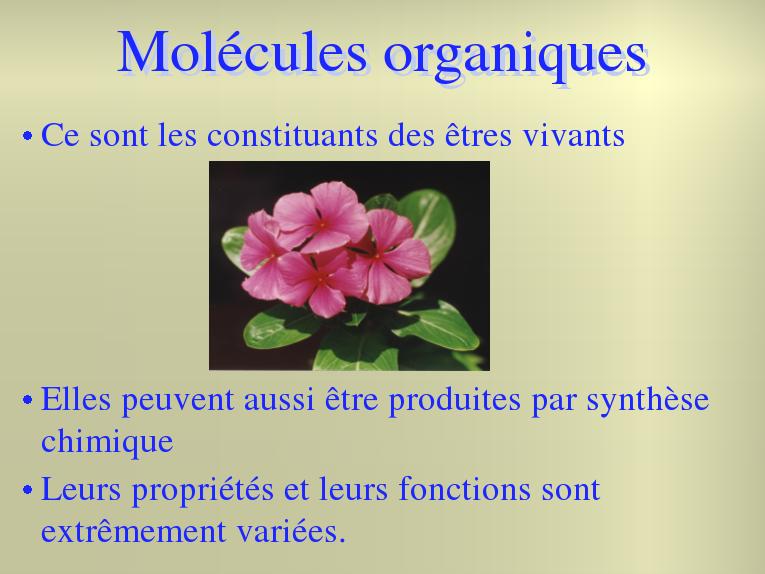 Molécules organiques
• Ce sont les constituants des êtres vivants
• Elles peuvent aussi être produites par synthèse
chimique
• Leurs propriétés et leurs fonctions sont
extrêmement variées.